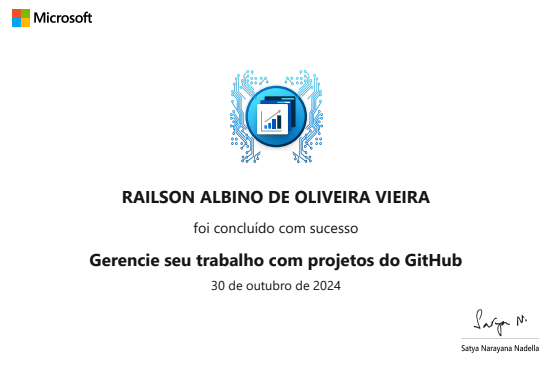 Microsoft
RAILSON ALBINO DE OLIVEIRA VIEIRA
foi concluído com sucesso
Gerencie seu trabalho com projetos do GitHub
30 de outubro de 2024
Satya N.
Satya Narayana Nadella